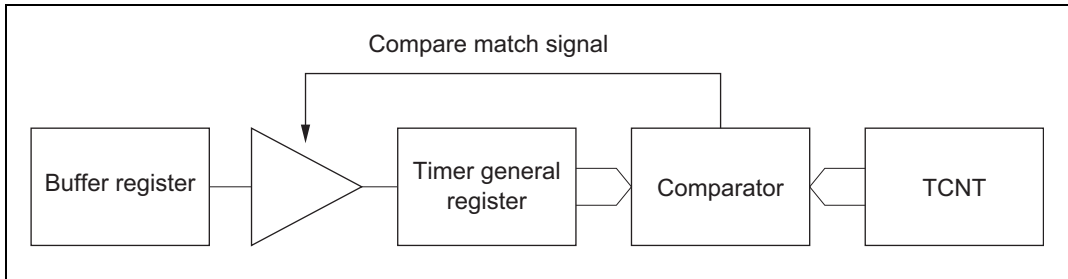 Compare match signal
Buffer register
Timer general
register
Comparator
TCNT